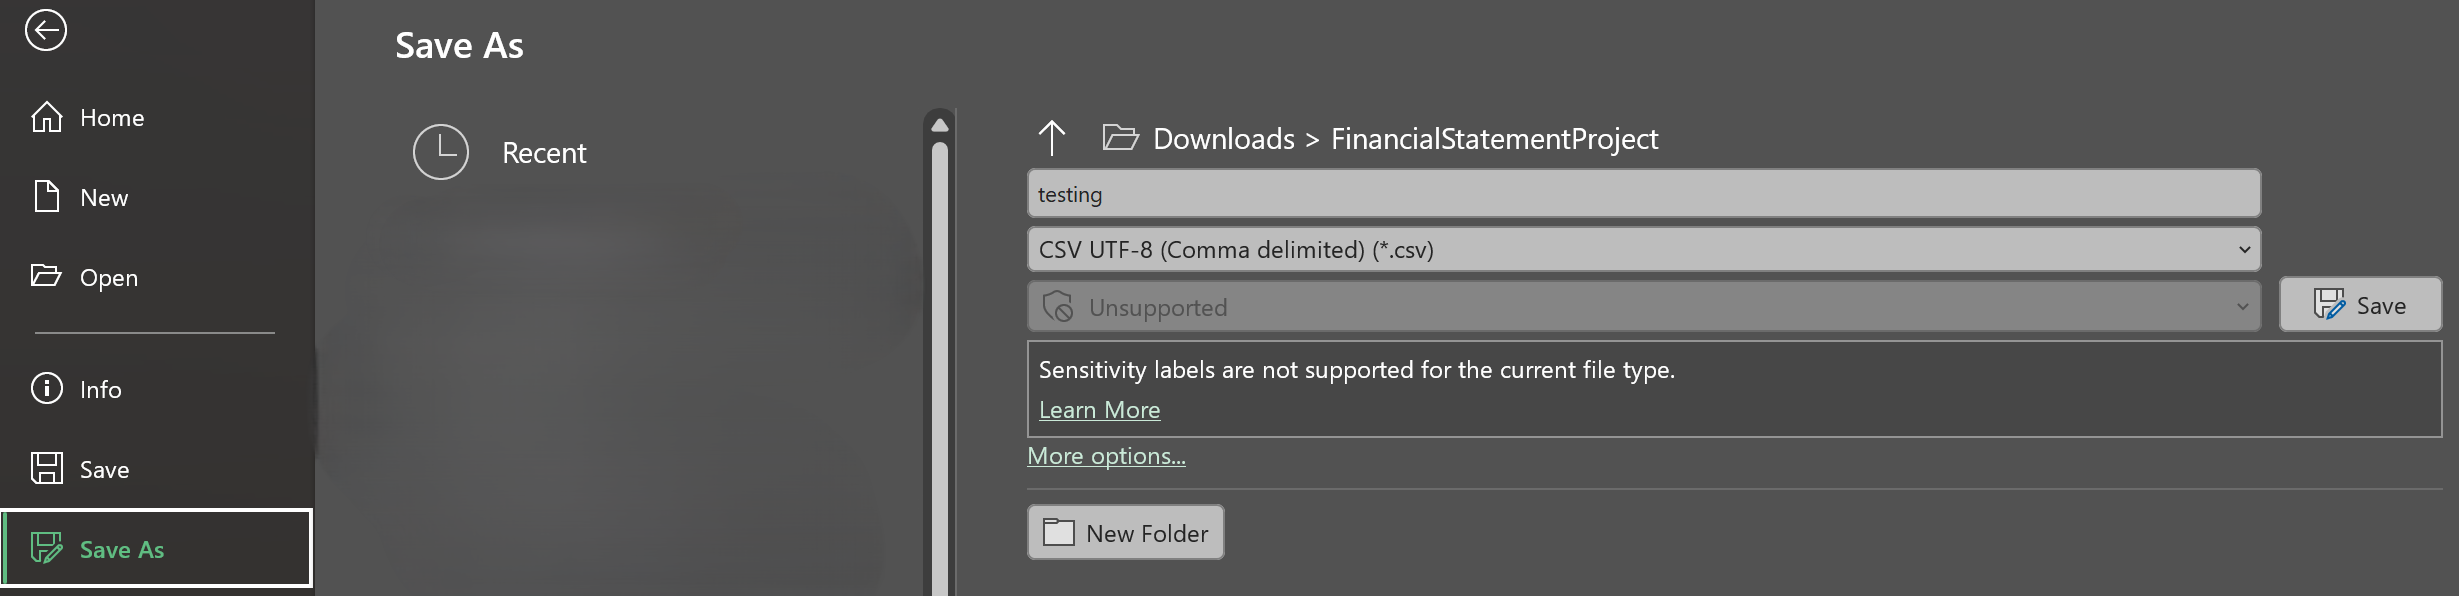 Save As
Home
New
Open
Info
Save
Save As
Recent
Downloads > FinancialStatementProject
testing
CSV UTF-8 (Comma delimited) (*.csv)
Unsupported
Save
Sensitivity labels are not supported for the current file type.
Learn More
More options...
New Folder